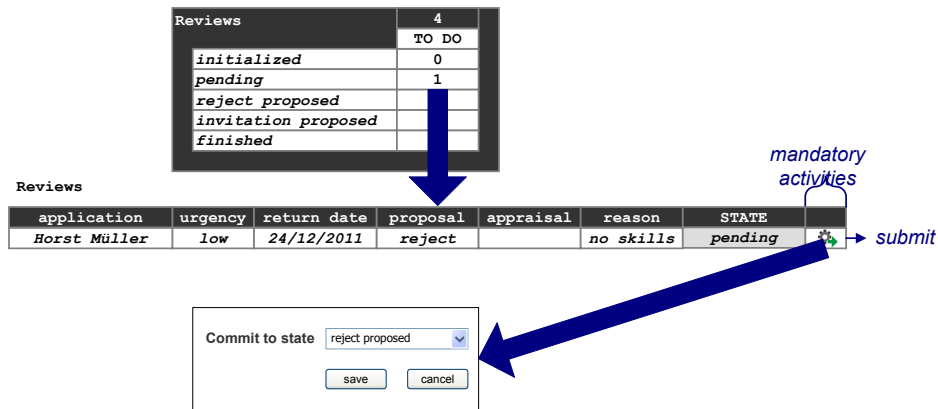 Reviews 4
TO DO
initialized 0
pending 1
reject proposed
invitation proposed
finished
mandatory
activities
Reviews
application urgency return date proposal appraisal reason STATE
Horst Müller low 24/12/2011 reject no skills pending submit
Commit to state reject proposed
save cancel